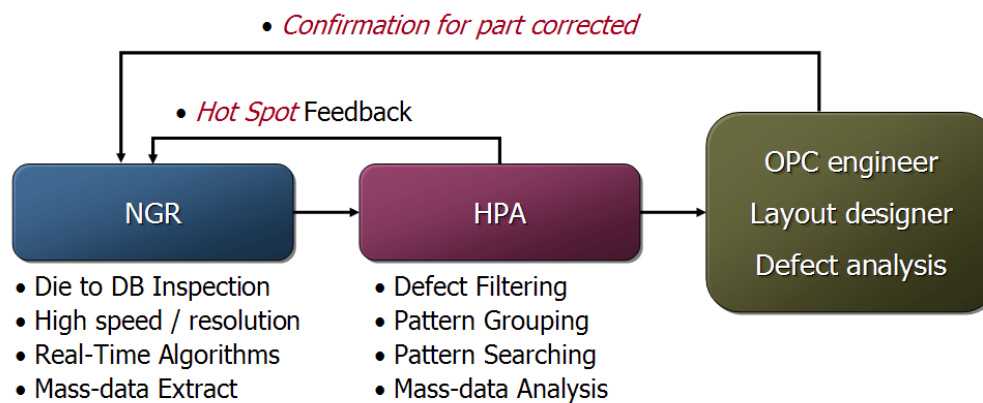 • Confirmation for part corrected
• Hot Spot Feedback
NGR
HPA
OPC engineer
Layout designer
Defect analysis
• Die to DB Inspection
• High speed / resolution
• Real-Time Algorithms
• Mass-data Extract
• Defect Filtering
• Pattern Grouping
• Pattern Searching
• Mass-data Analysis